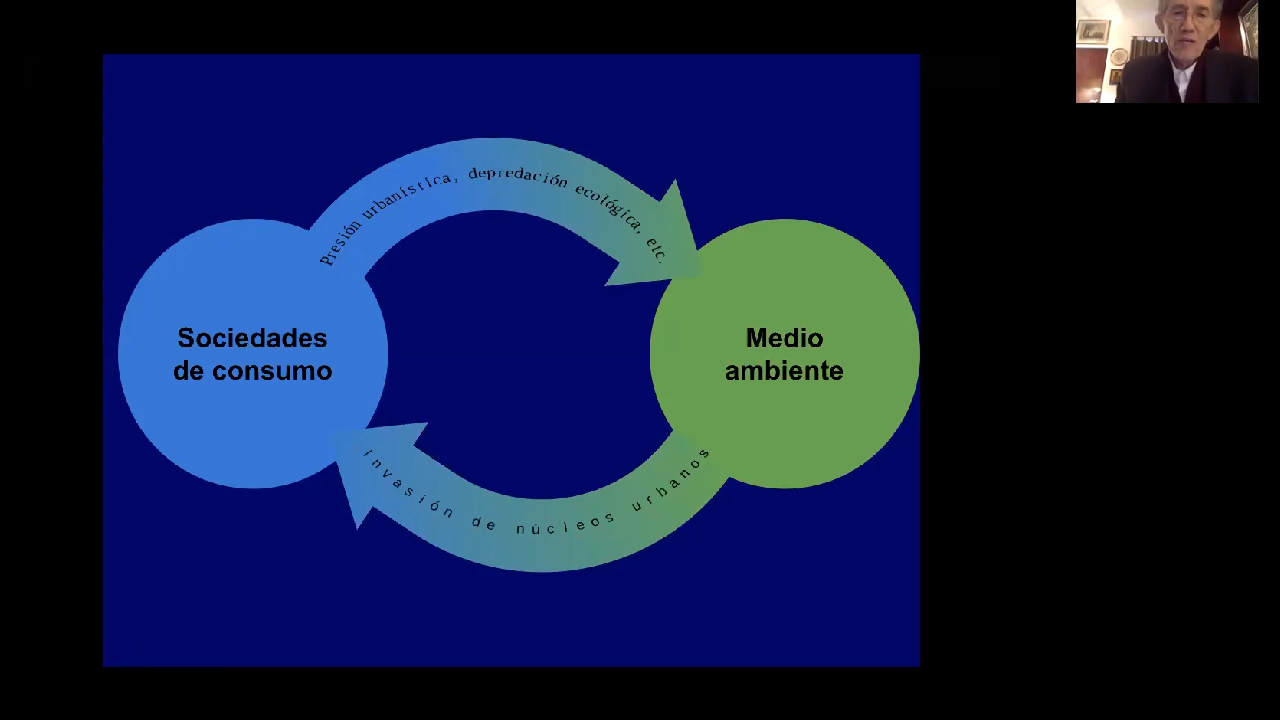 Presión urbanística, depredación ecológica, etc.
Sociedades
de consumo
Medio
ambiente
invasión de núcleos urbanos